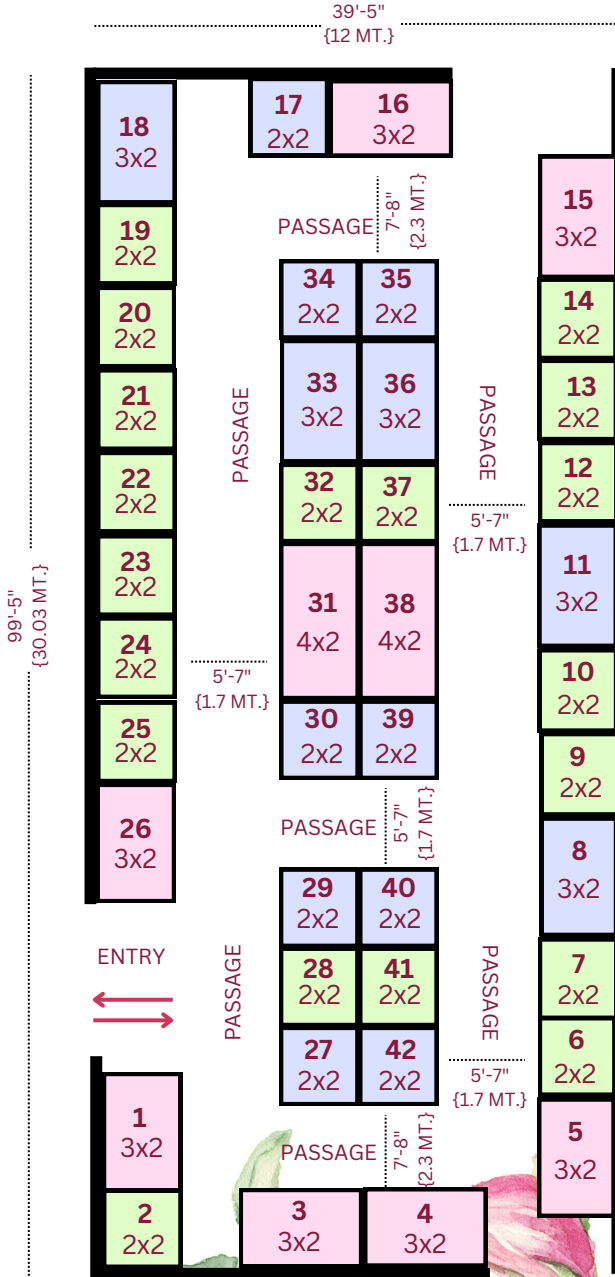 39'-5"
{12 MT.}
17
2x2
16
3x2
18
3x2
15
3x2
PASSAGE
7'-8"
{2.3 MT.}
19
2x2
34
2x2
35
2x2
14
2x2
20
2x2
33
3x2
36
3x2
13
2x2
21
2x2
PASSAGE
PASSAGE
12
2x2
22
2x2
32
2x2
37
2x2
5'-7"
{1.7 MT.}
11
3x2
23
2x2
31
4x2
38
4x2
99'-5"
{30.03 MT.}
24
2x2
5'-7"
{1.7 MT.}
10
2x2
25
2x2
30
2x2
39
2x2
9
2x2
26
3x2
PASSAGE
5'-7"
{1.7 MT.}
8
3x2
29
2x2
40
2x2
ENTRY
PASSAGE
28
2x2
41
2x2
PASSAGE
7
2x2
27
2x2
42
2x2
6
2x2
5'-7"
{1.7 MT.}
1
3x2
PASSAGE
7'-8"
{2.3 MT.}
5
3x2
2
2x2
3
3x2
4
3x2